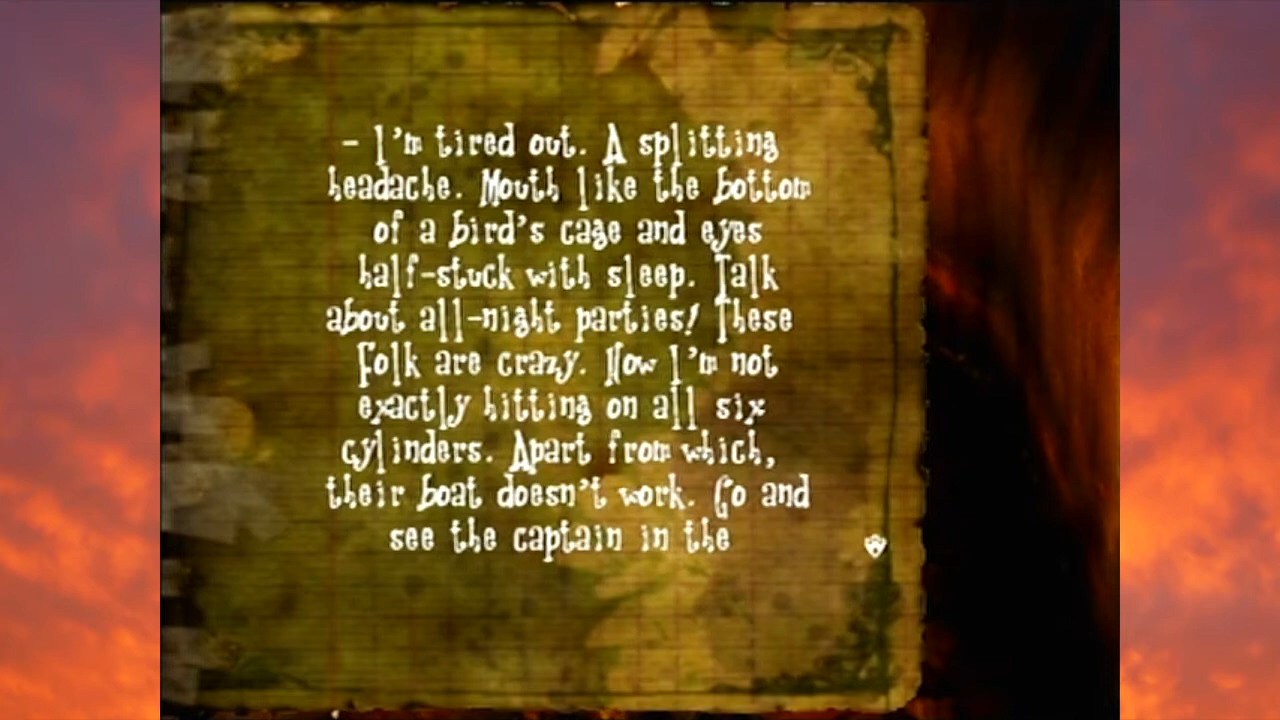 - I'm tired out. A splitting
headache. Mouth like the bottom
of a bird's cage and eyes
half-stuck with sleep. Talk
about all-night parties! These
Folk are crazy. Now I'm not
exactly hitting on all six
cylinders. Apart from which,
their boat doesn't work. Go and
see the captain in the